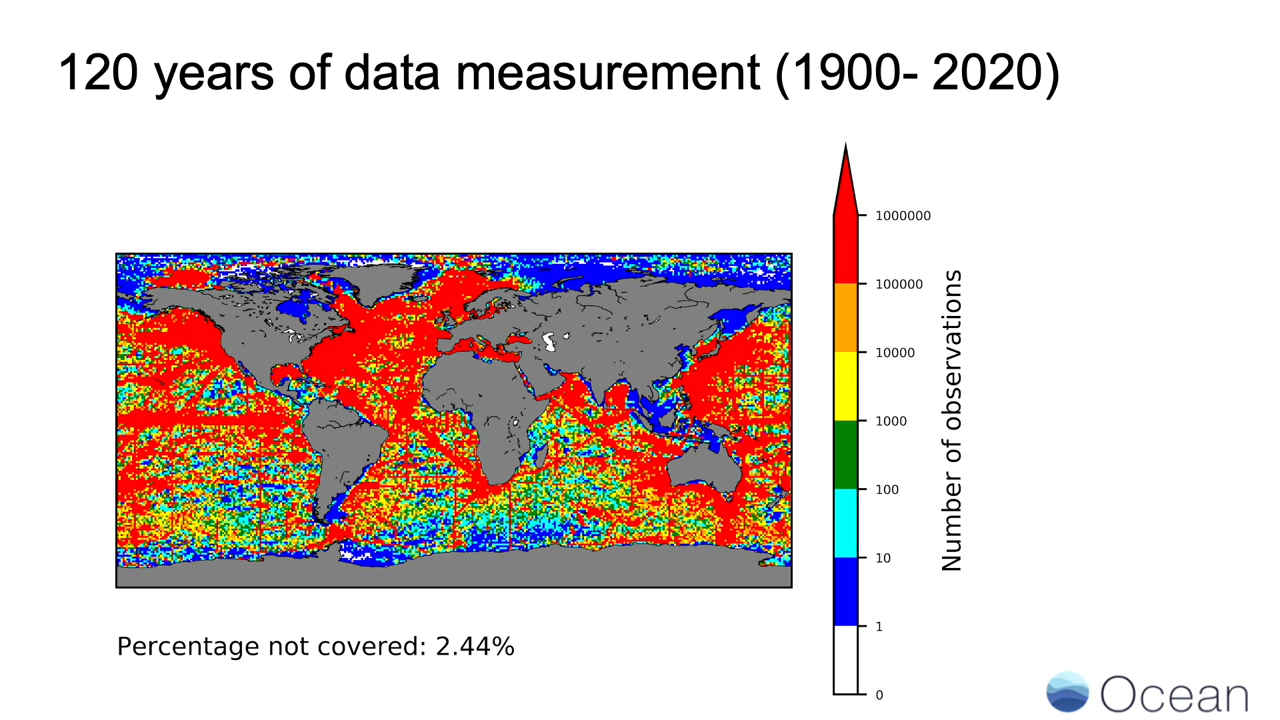 120 years of data measurement (1900- 2020)
1000000
100000
10000
1000
100
10
1
0
Number of observations
Percentage not covered: 2.44%
Ocean